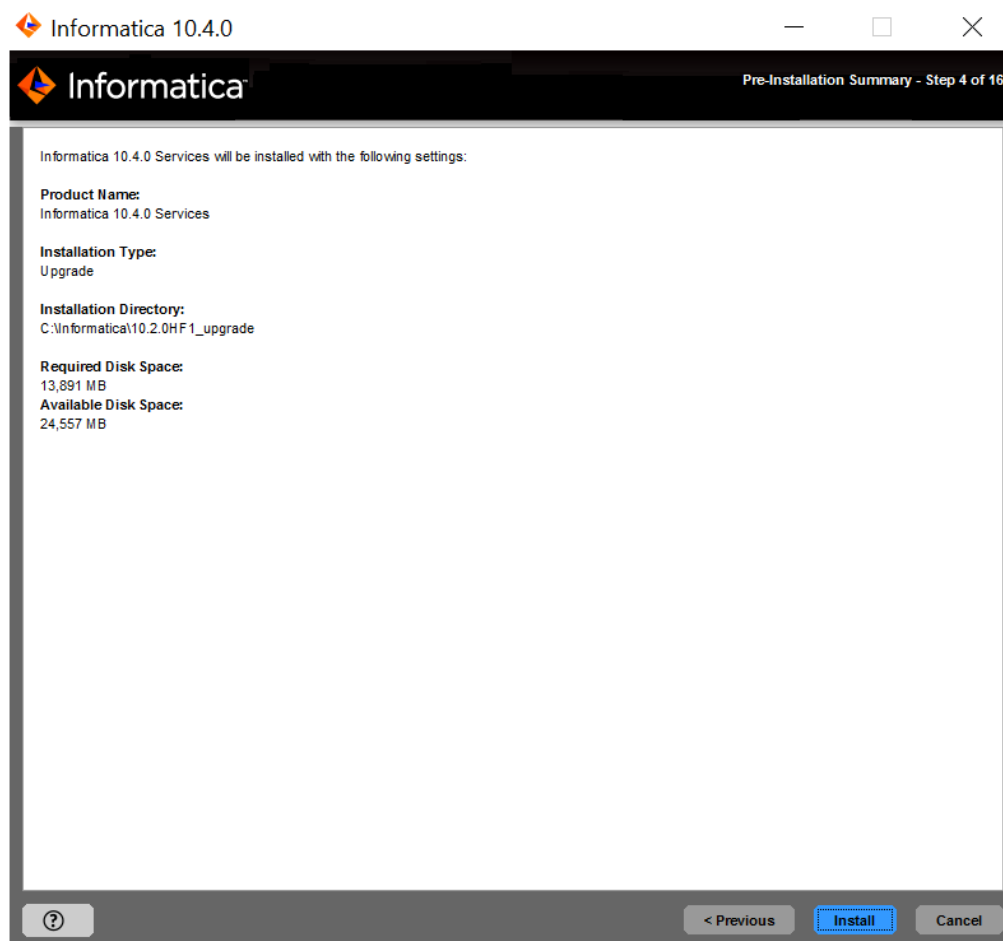 Informatica 10.4.0
Informatica
Pre-Installation Summary - Step 4 of 16
Informatica 10.4.0 Services will be installed with the following settings:
Product Name:
Informatica 10.4.0 Services
Installation Type:
Upgrade
Installation Directory:
C:\Informatica\10.2.0HF1_upgrade
Required Disk Space:
13,891 MB
Available Disk Space:
24,557 MB
? < Previous Install Cancel